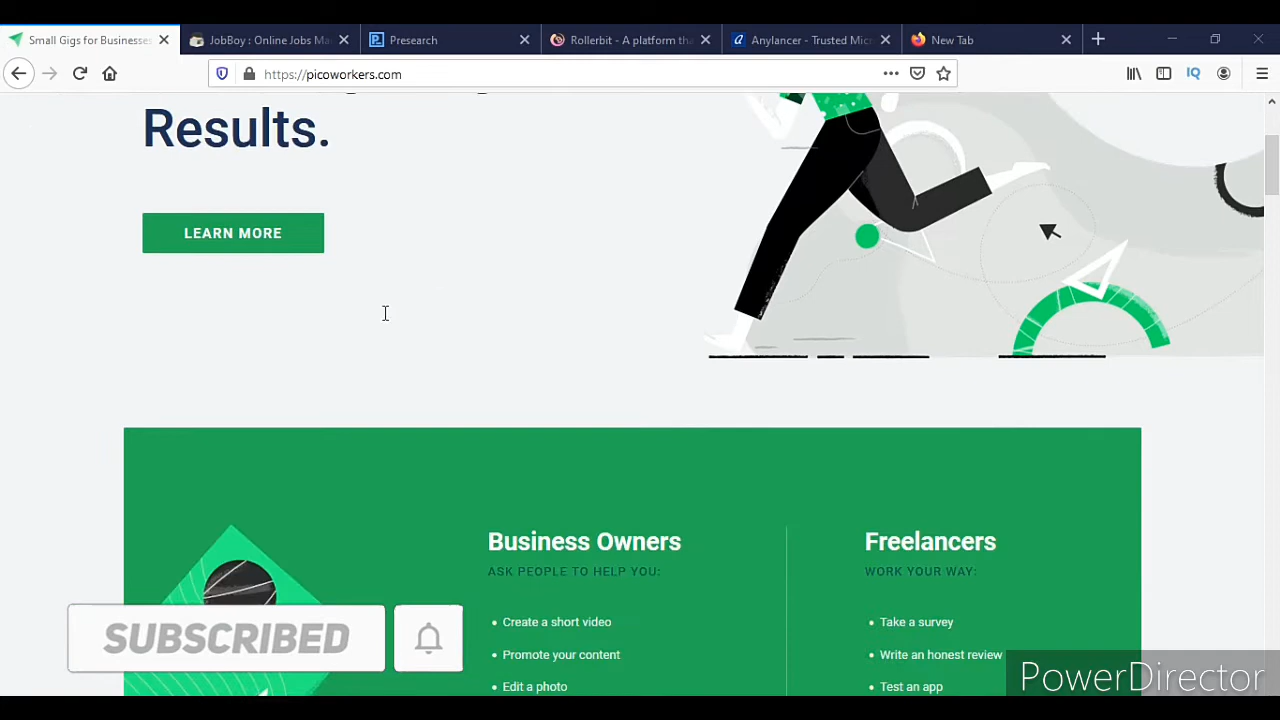 Small Gigs for Businesses
JobBoy : Online Jobs Ma
Presearch
Rollerbit - A platform tha
Anylancer - Trusted Mic
New Tab
https://picoworkers.com
IQ
Results.
LEARN MORE
Business Owners
ASK PEOPLE TO HELP YOU:
Create a short video
Promote your content
Edit a photo
Freelancers
WORK YOUR WAY:
Take a survey
Write an honest review
Test an app
SUBSCRIBED
PowerDirector